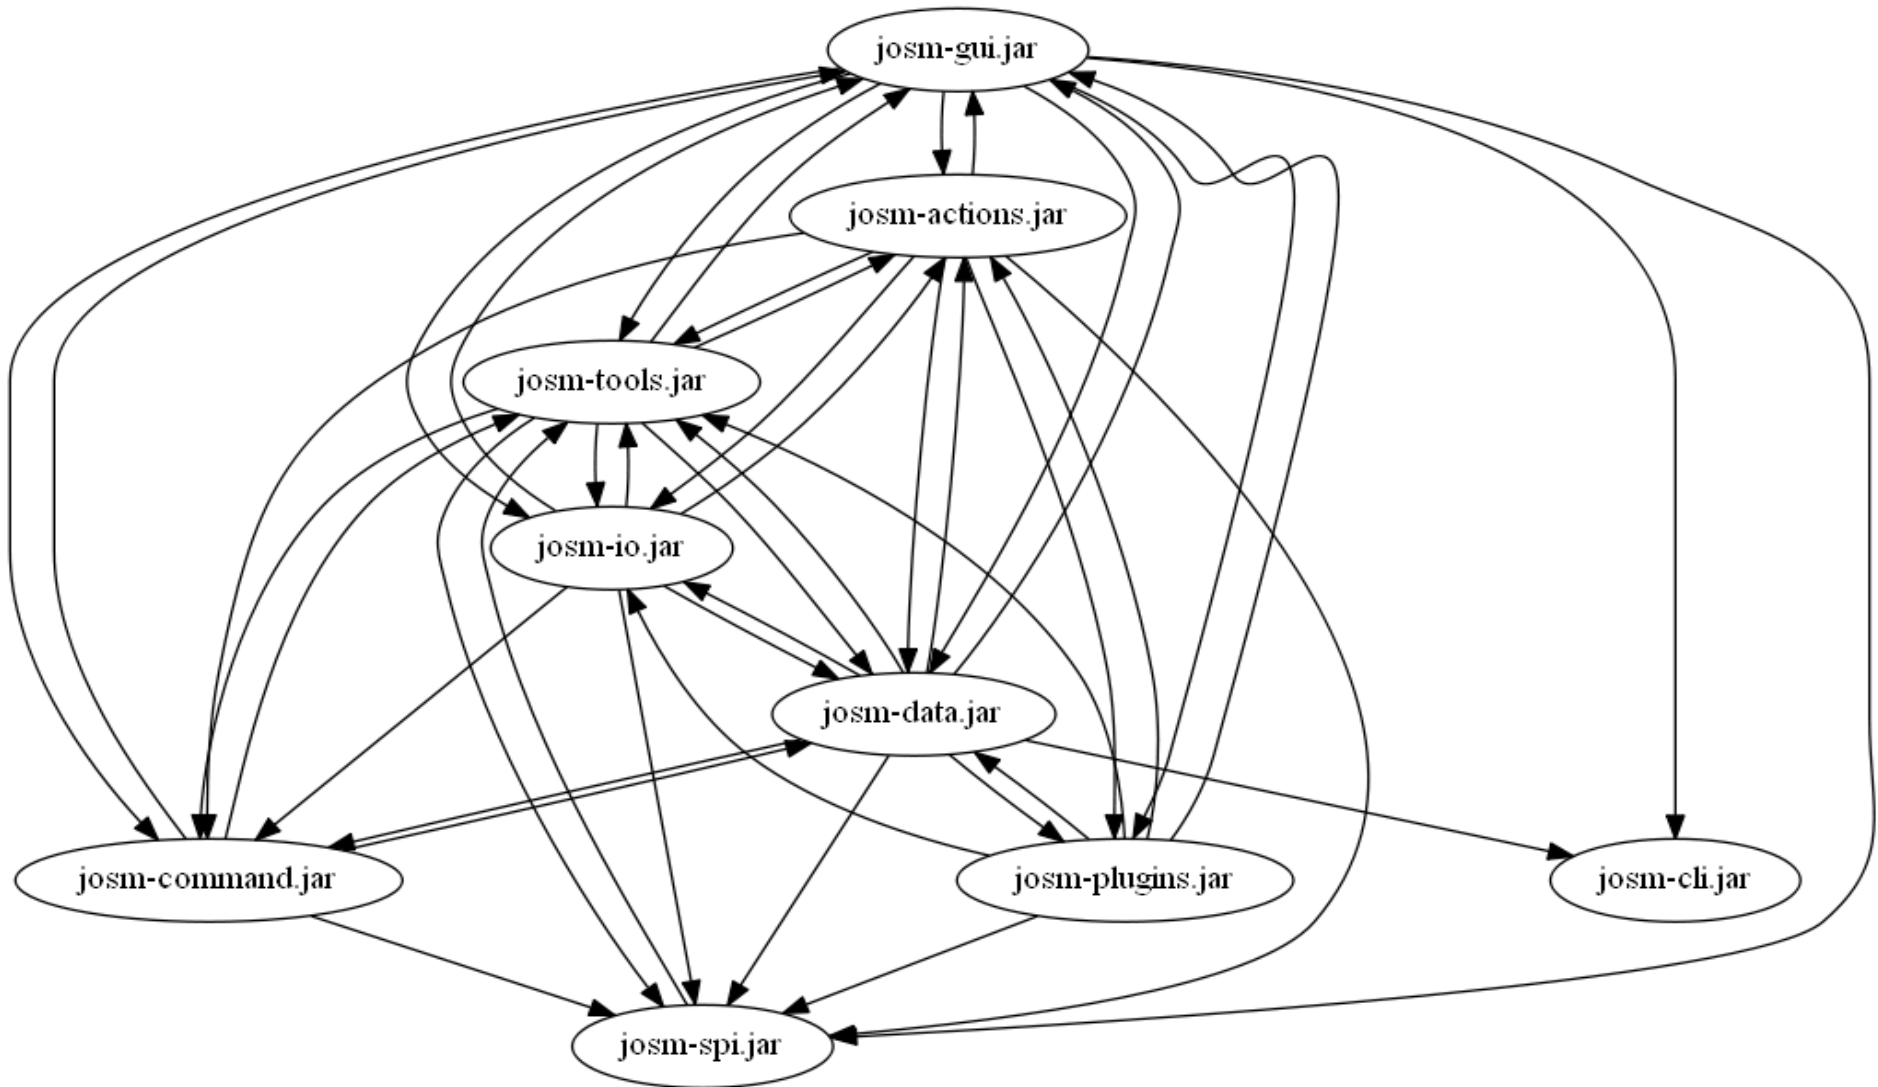 josm-gui.jar
josm-actions.jar
josm-tools.jar
josm-io.jar
josm-data.jar
josm-command.jar
josm-plugins.jar
josm-cli.jar
josm-spi.jar